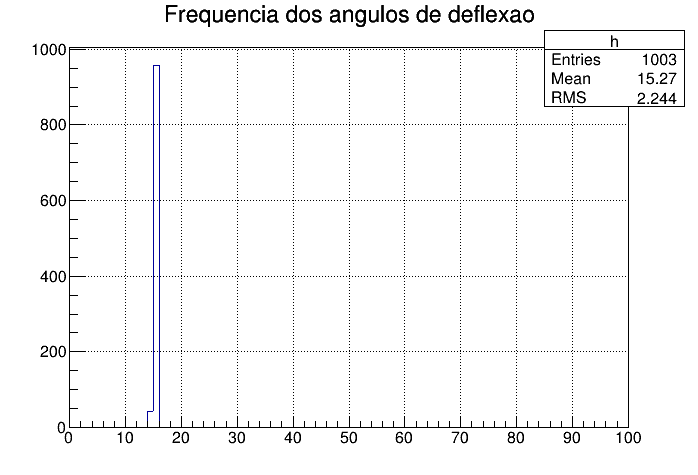 Frequencia dos angulos de deflexao
h
Entries 1003
Mean 15.27
RMS 2.244
1000
800
600
400
200
0
0 10 20 30 40 50 60 70 80 90 100